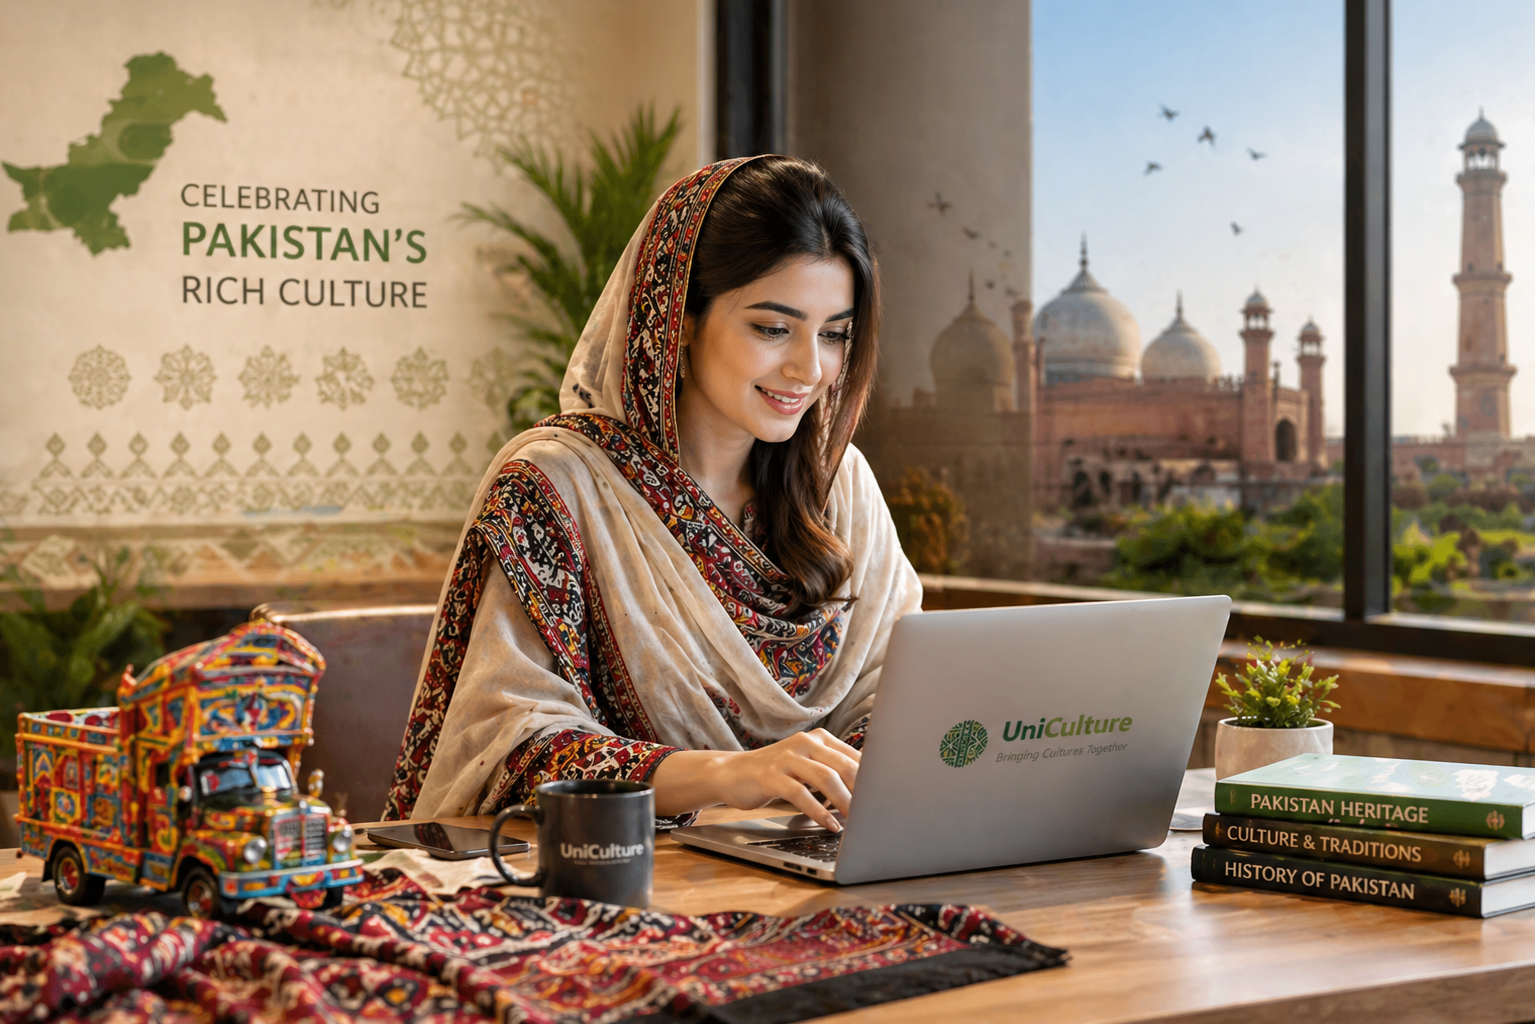 CELEBRATING
PAKISTAN'S
RICH CULTURE
UniCulture
Bringing Cultures Together
UniCulture
PAKISTAN HERITAGE
CULTURE & TRADITIONS
HISTORY OF PAKISTAN